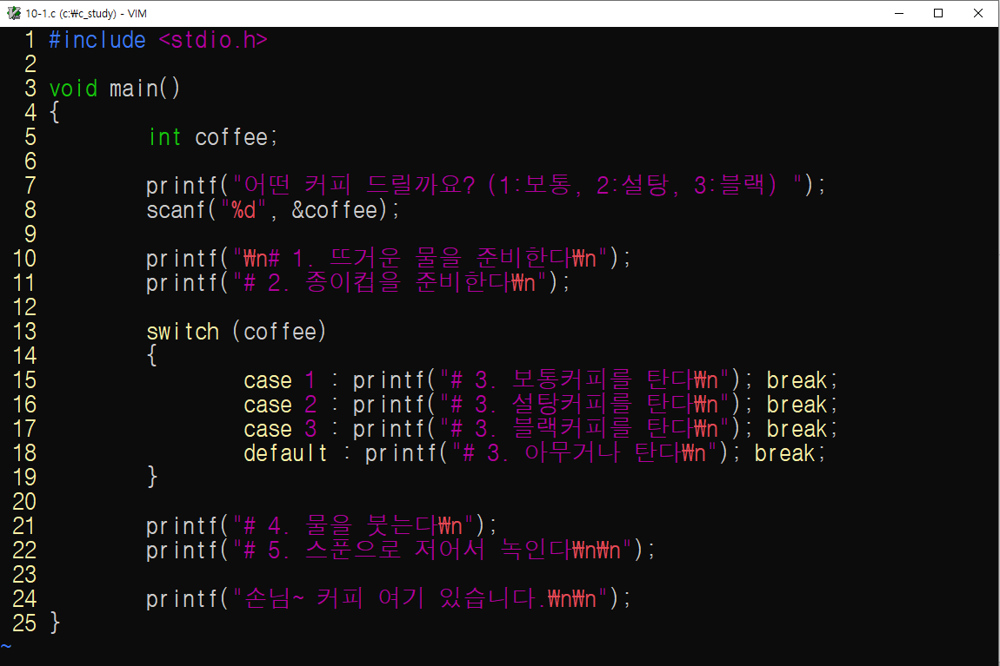 10-1.c (c:₩c_study) - VIM
1 #include <stdio.h>
2
3 void main()
4 {
5         int coffee;
6
7         printf("어떤 커피 드릴까요? (1:보통, 2:설탕, 3:블랙) ");
8         scanf("%d", &coffee);
9
10         printf("₩n# 1. 뜨거운 물을 준비한다₩n");
11         printf("# 2. 종이컵을 준비한다₩n");
12
13         switch (coffee)
14         {
15                 case 1 : printf("# 3. 보통커피를 탄다₩n"); break;
16                 case 2 : printf("# 3. 설탕커피를 탄다₩n"); break;
17                 case 3 : printf("# 3. 블랙커피를 탄다₩n"); break;
18                 default : printf("# 3. 아무거나 탄다₩n"); break;
19         }
20
21         printf("# 4. 물을 붓는다₩n");
22         printf("# 5. 스푼으로 저어서 녹인다₩n₩n");
23
24         printf("손님~ 커피 여기 있습니다.₩n₩n");
25 }
~